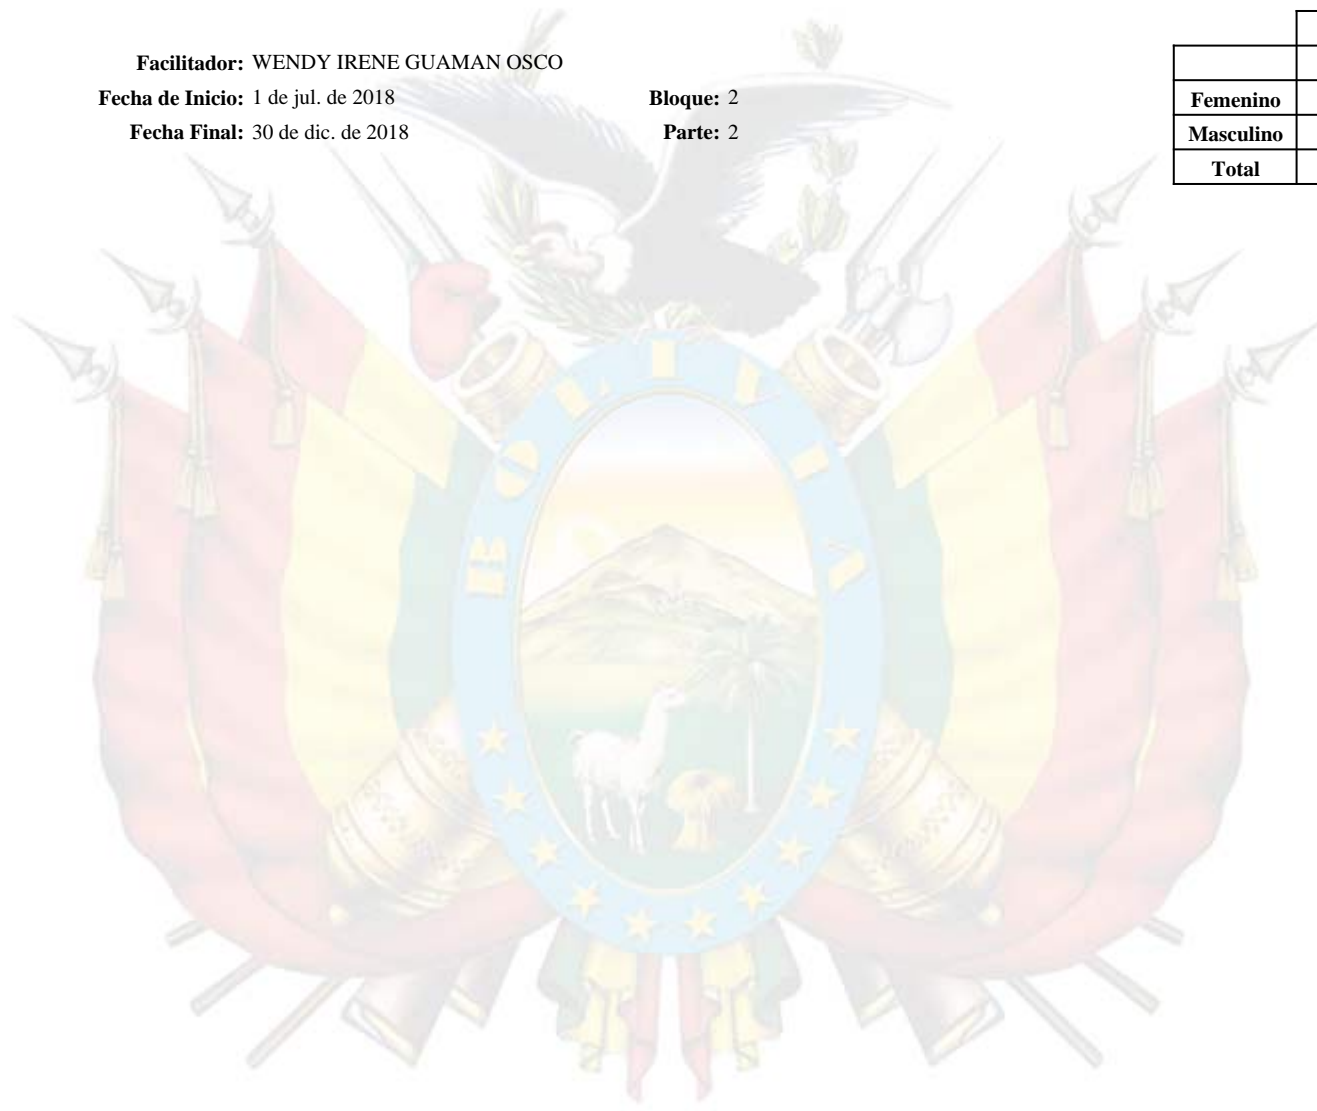 Facilitador: WENDY IRENE GUAMAN OSCO
Fecha de Inicio: 1 de jul. de 2018 Bloque: 2
Fecha Final: 30 de dic. de 2018 Parte: 2
Femenino
Masculino
Total
BOLIVIA